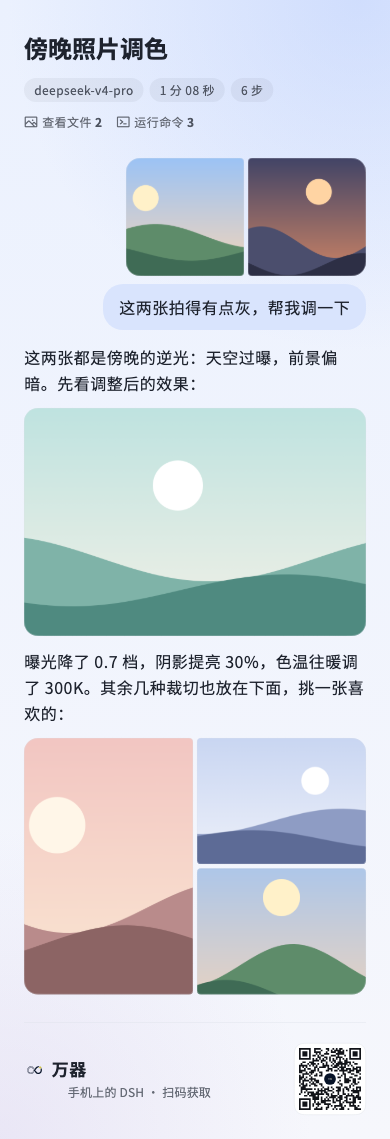 傍晚照片调色
deepseek-v4-pro 1 分 08 秒 6 步
查看文件 2 运行命令 3
这两张拍得有点灰，帮我调一下
这两张都是傍晚的逆光：天空过曝，前景偏
暗。先看调整后的效果：
曝光降了 0.7 档，阴影提亮 30%，色温往暖调
了 300K。其余几种裁切也放在下面，挑一张喜
欢的：
万器
手机上的 DSH · 扫码获取